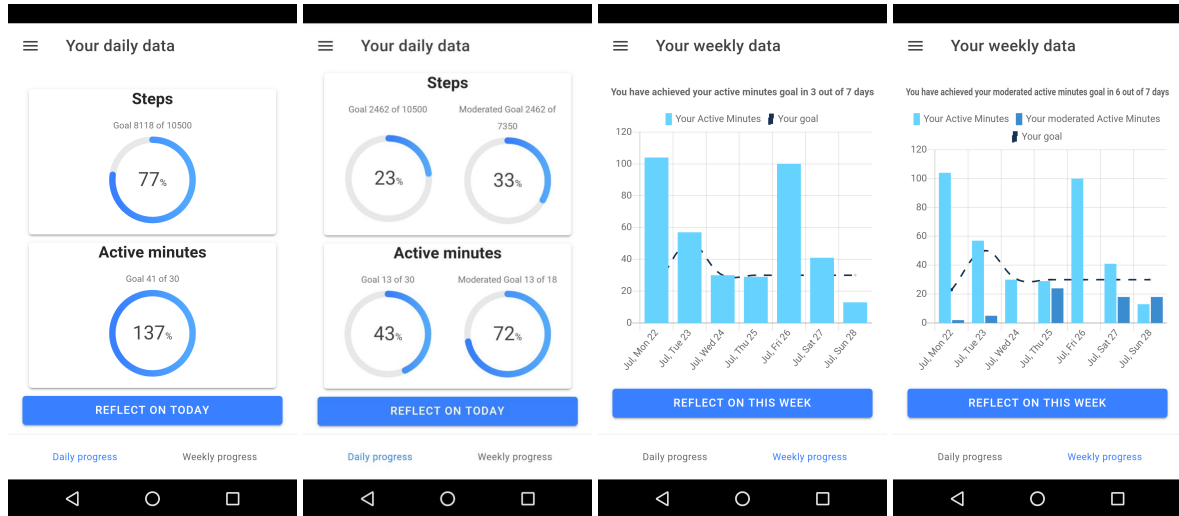 Your daily data
Steps
Goal 8118 of 10500
77%
Active minutes
Goal 41 of 30
137%
REFLECT ON TODAY
Daily progress
Weekly progress
Your daily data
Steps
Goal 2462 of 10500
Moderated Goal 2462 of
7350
23%
33%
Active minutes
Goal 13 of 30
Moderated Goal 13 of 18
43%
72%
REFLECT ON TODAY
Daily progress
Weekly progress
Your weekly data
You have achieved your active minutes goal in 3 out of 7 days
Your Active Minutes
Your goal
120
100
80
60
40
20
0
Jul, Mon 22
Jul, Tue 23
Jul, Wed 24
Jul, Thu 25
Jul, Fri 26
Jul, Sat 27
Jul, Sun 28
REFLECT ON THIS WEEK
Daily progress
Weekly progress
Your weekly data
You have achieved your moderated active minutes goal in 6 out of 7 days
Your Active Minutes
Your moderated Active Minutes
Your goal
120
100
80
60
40
20
0
Jul, Mon 22
Jul, Tue 23
Jul, Wed 24
Jul, Thu 25
Jul, Fri 26
Jul, Sat 27
Jul, Sun 28
REFLECT ON THIS WEEK
Daily progress
Weekly progress